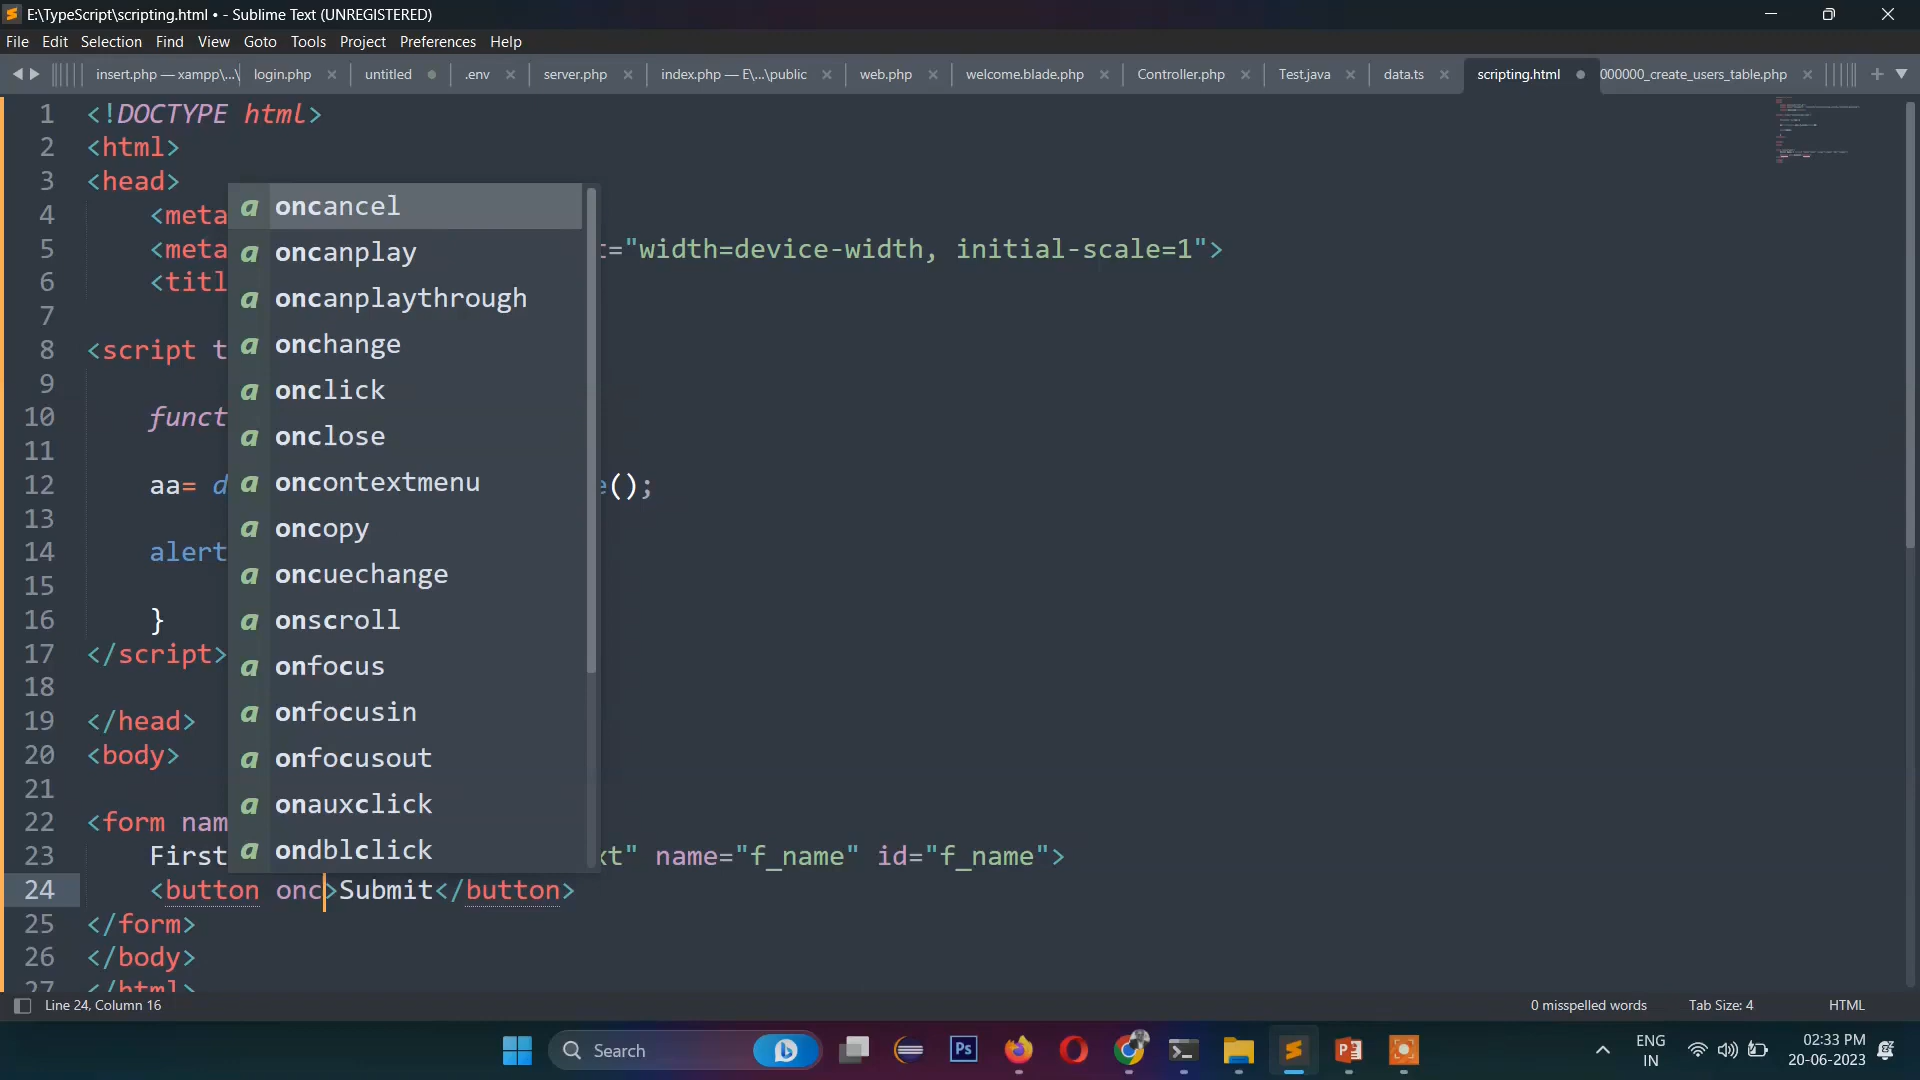 E:\TypeScript\scripting.html • - Sublime Text (UNREGISTERED)
File Edit Selection Find View Goto Tools Project Preferences Help
insert.php — xampp\...\ login.php untitled .env server.php index.php — E\...\public web.php welcome.blade.php Controller.php Test.java data.ts scripting.html 000000_create_users_table.php
1 <!DOCTYPE html>
2 <html>
3 <head>
4 <meta
5 <meta t="width=device-width, initial-scale=1">
6 <titl
7
8 <script t
9
10 funct
11
12 aa= d e();
13
14 alert
15
16 }
17 </script>
18
19 </head>
20 <body>
21
22 <form nam
23 First xt" name="f_name" id="f_name">
24 <button onc>Submit</button>
25 </form>
26 </body>
27 </html>
a oncancel
a oncanplay
a oncanplaythrough
a onchange
a onclick
a onclose
a oncontextmenu
a oncopy
a oncuechange
a onscroll
a onfocus
a onfocusin
a onfocusout
a onauxclick
a ondblclick
Line 24, Column 16 0 misspelled words Tab Size: 4 HTML
Search Ps ENG IN 02:33 PM 20-06-2023